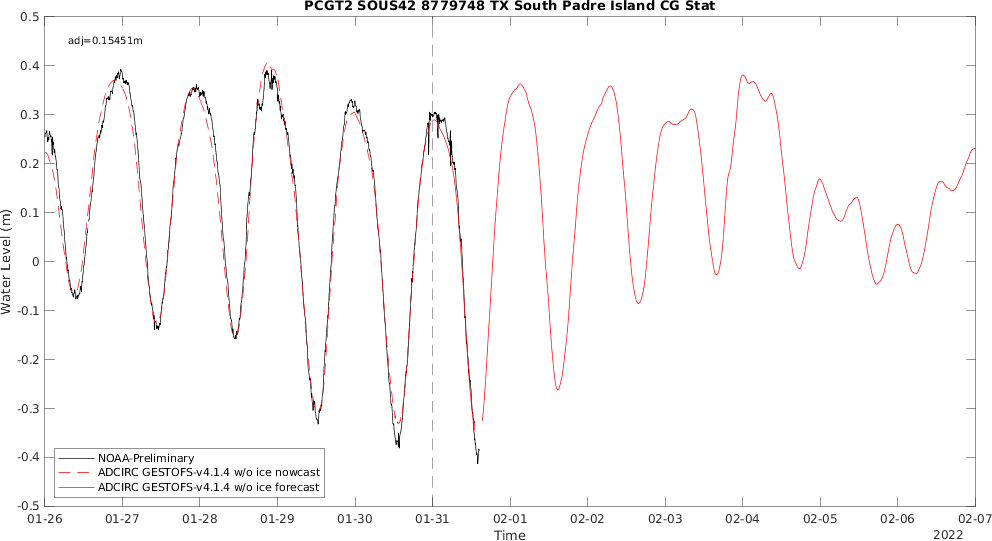 PCGT2 SOUS42 8779748 TX South Padre Island CG Stat
0.5
adj=0.15451m
0.4
0.3
0.2
0.1
0
-0.1
-0.2
-0.3
-0.4
-0.5
Water Level (m)
NOAA-Preliminary
ADCIRC GESTOFS-v4.1.4 w/o ice nowcast
ADCIRC GESTOFS-v4.1.4 w/o ice forecast
01-26 01-27 01-28 01-29 01-30 01-31 02-01 02-02 02-03 02-04 02-05 02-06 02-07
Time
2022